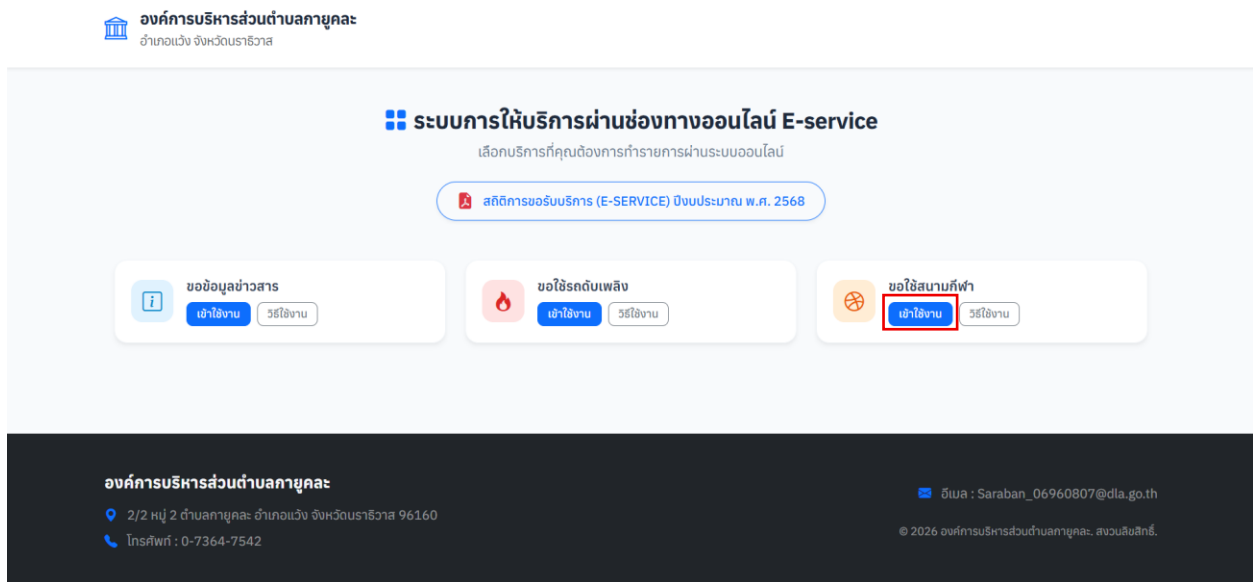 องค์การบริหารส่วนตำบลกายูคละ
อำเภอแว้ง จังหวัดนราธิวาส
ระบบการให้บริการผ่านช่องทางออนไลน์ E-service
เลือกบริการที่คุณต้องการทำรายการผ่านระบบออนไลน์
สถิติการขอรับบริการ (E-SERVICE) ปีงบประมาณ พ.ศ. 2568
ขอข้อมูลข่าวสาร
เข้าใช้งาน วิธีใช้งาน
ขอใช้รถดับเพลิง
เข้าใช้งาน วิธีใช้งาน
ขอใช้สนามกีฬา
เข้าใช้งาน วิธีใช้งาน
องค์การบริหารส่วนตำบลกายูคละ
2/2 หมู่ 2 ตำบลกายูคละ อำเภอแว้ง จังหวัดนราธิวาส 96160
โทรศัพท์ : 0-7364-7542
อีเมล : Saraban_06960807@dla.go.th
© 2026 องค์การบริหารส่วนตำบลกายูคละ. สงวนลิขสิทธิ์.